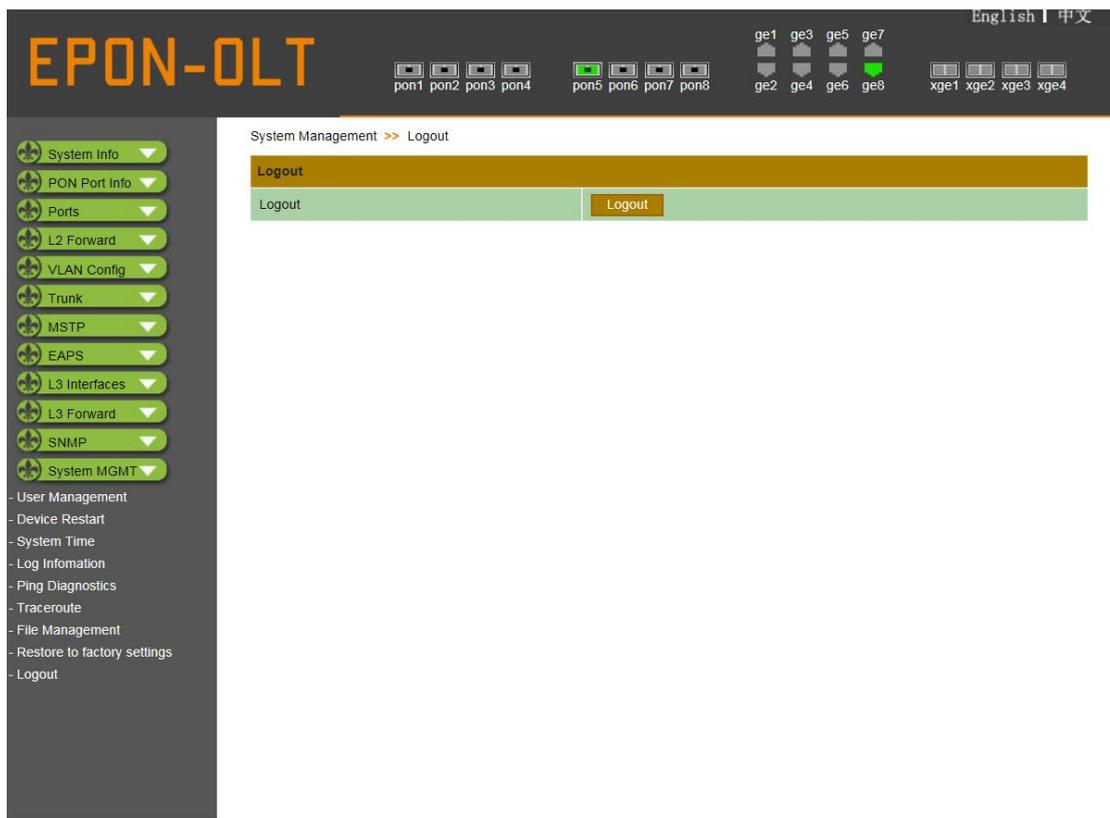 English | 中文
EPON-OLT
ge1 ge3 ge5 ge7
pon1 pon2 pon3 pon4 pon5 pon6 pon7 pon8 ge2 ge4 ge6 ge8 xge1 xge2 xge3 xge4
System Management >> Logout
Logout
Logout Logout
System Info
PON Port Info
Ports
L2 Forward
VLAN Config
Trunk
MSTP
EAPS
L3 Interfaces
L3 Forward
SNMP
System MGMT
- User Management
- Device Restart
- System Time
- Log Infomation
- Ping Diagnostics
- Traceroute
- File Management
- Restore to factory settings
- Logout